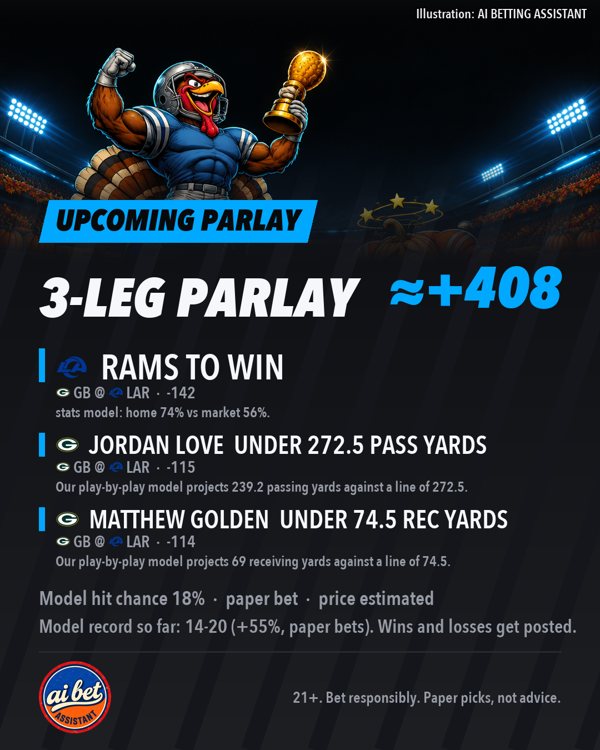 Illustration: AI BETTING ASSISTANT
UPCOMING PARLAY
3-LEG PARLAY ≈+408
RAMS TO WIN
GB @ LAR · -142
stats model: home 74% vs market 56%.
JORDAN LOVE UNDER 272.5 PASS YARDS
GB @ LAR · -115
Our play-by-play model projects 239.2 passing yards against a line of 272.5.
MATTHEW GOLDEN UNDER 74.5 REC YARDS
GB @ LAR · -114
Our play-by-play model projects 69 receiving yards against a line of 74.5.
Model hit chance 18% · paper bet · price estimated
Model record so far: 14-20 (+55%, paper bets). Wins and losses get posted.
ai bet
ASSISTANT
21+. Bet responsibly. Paper picks, not advice.